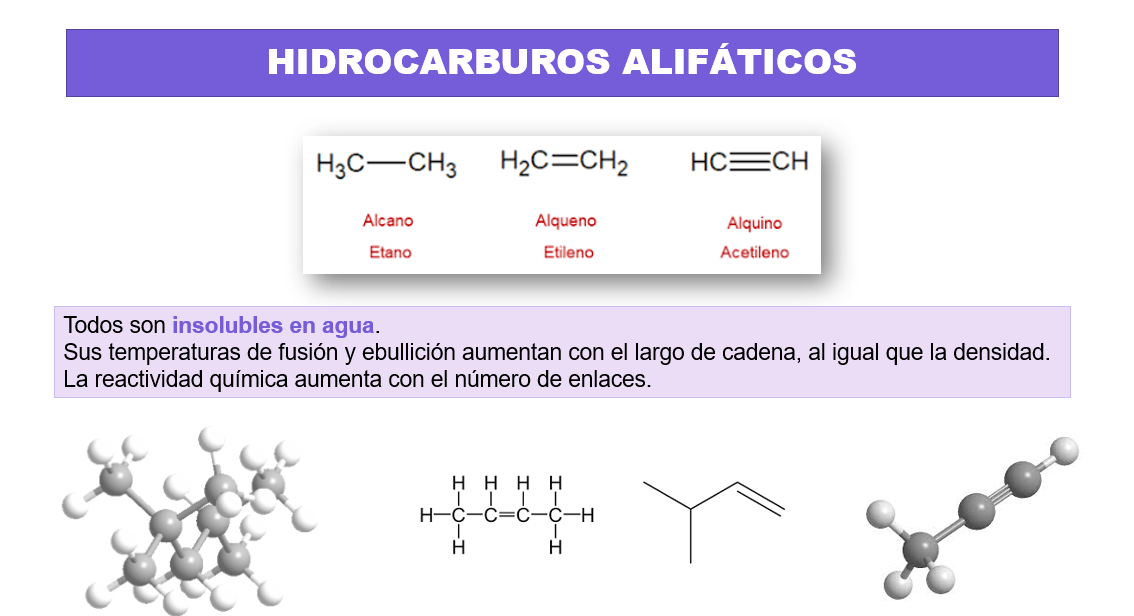 HIDROCARBUROS ALIFÁTICOS
H₃C—CH₃ H₂C=CH₂ HC≡CH
Alcano Alqueno Alquino
Etano Etileno Acetileno
Todos son insolubles en agua.
Sus temperaturas de fusión y ebullición aumentan con el largo de cadena, al igual que la densidad.
La reactividad química aumenta con el número de enlaces.
H H H H
H—C—C=C—C—H
H H